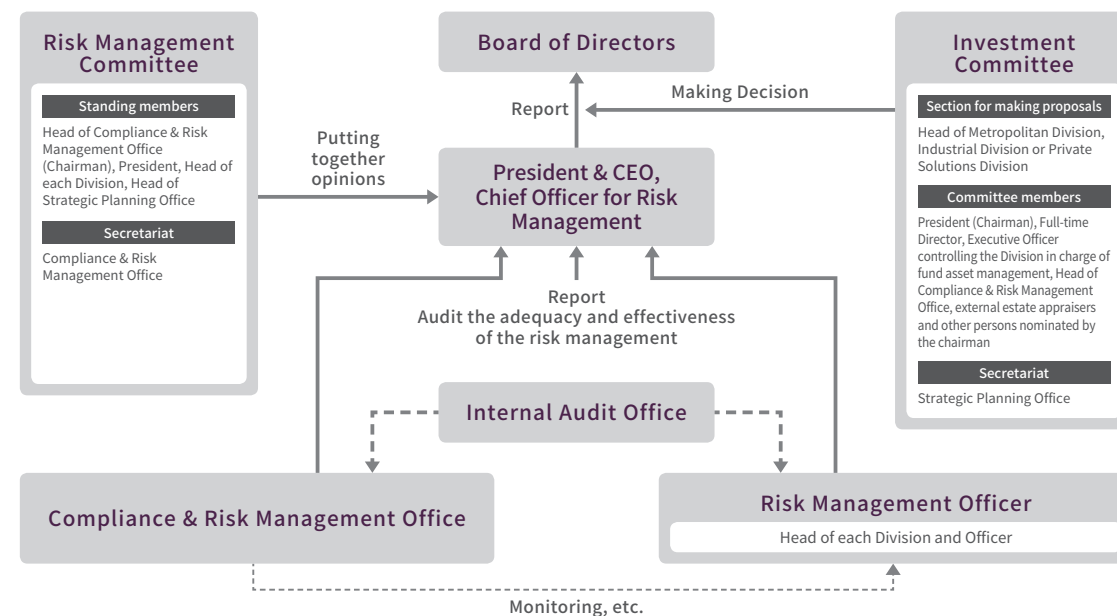 Risk Management
Committee
Standing members
Head of Compliance & Risk
Management Office
(Chairman), President, Head of
each Division, Head of
Strategic Planning Office
Secretariat
Compliance & Risk
Management Office
Board of Directors
Report
Making Decision
Putting
together
opinions
President & CEO,
Chief Officer for Risk
Management
Investment
Committee
Section for making proposals
Head of Metropolitan Division,
Industrial Division or Private
Solutions Division
Committee members
President (Chairman), Full-time
Director, Executive Officer
controlling the Division in charge of
fund asset management, Head of
Compliance & Risk Management
Office, external estate appraisers
and other persons nominated by
the chairman
Secretariat
Strategic Planning Office
Report
Audit the adequacy and effectiveness
of the risk management
Internal Audit Office
Compliance & Risk Management Office
Risk Management Officer
Head of each Division and Officer
Monitoring, etc.